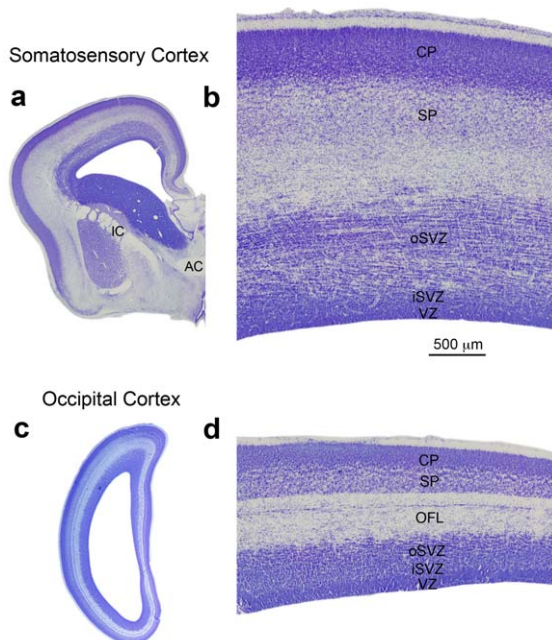 Somatosensory Cortex
a
b
CP
SP
oSVZ
iSVZ
VZ
IC
AC
500 μm
Occipital Cortex
c
d
CP
SP
OFL
oSVZ
iSVZ
VZ